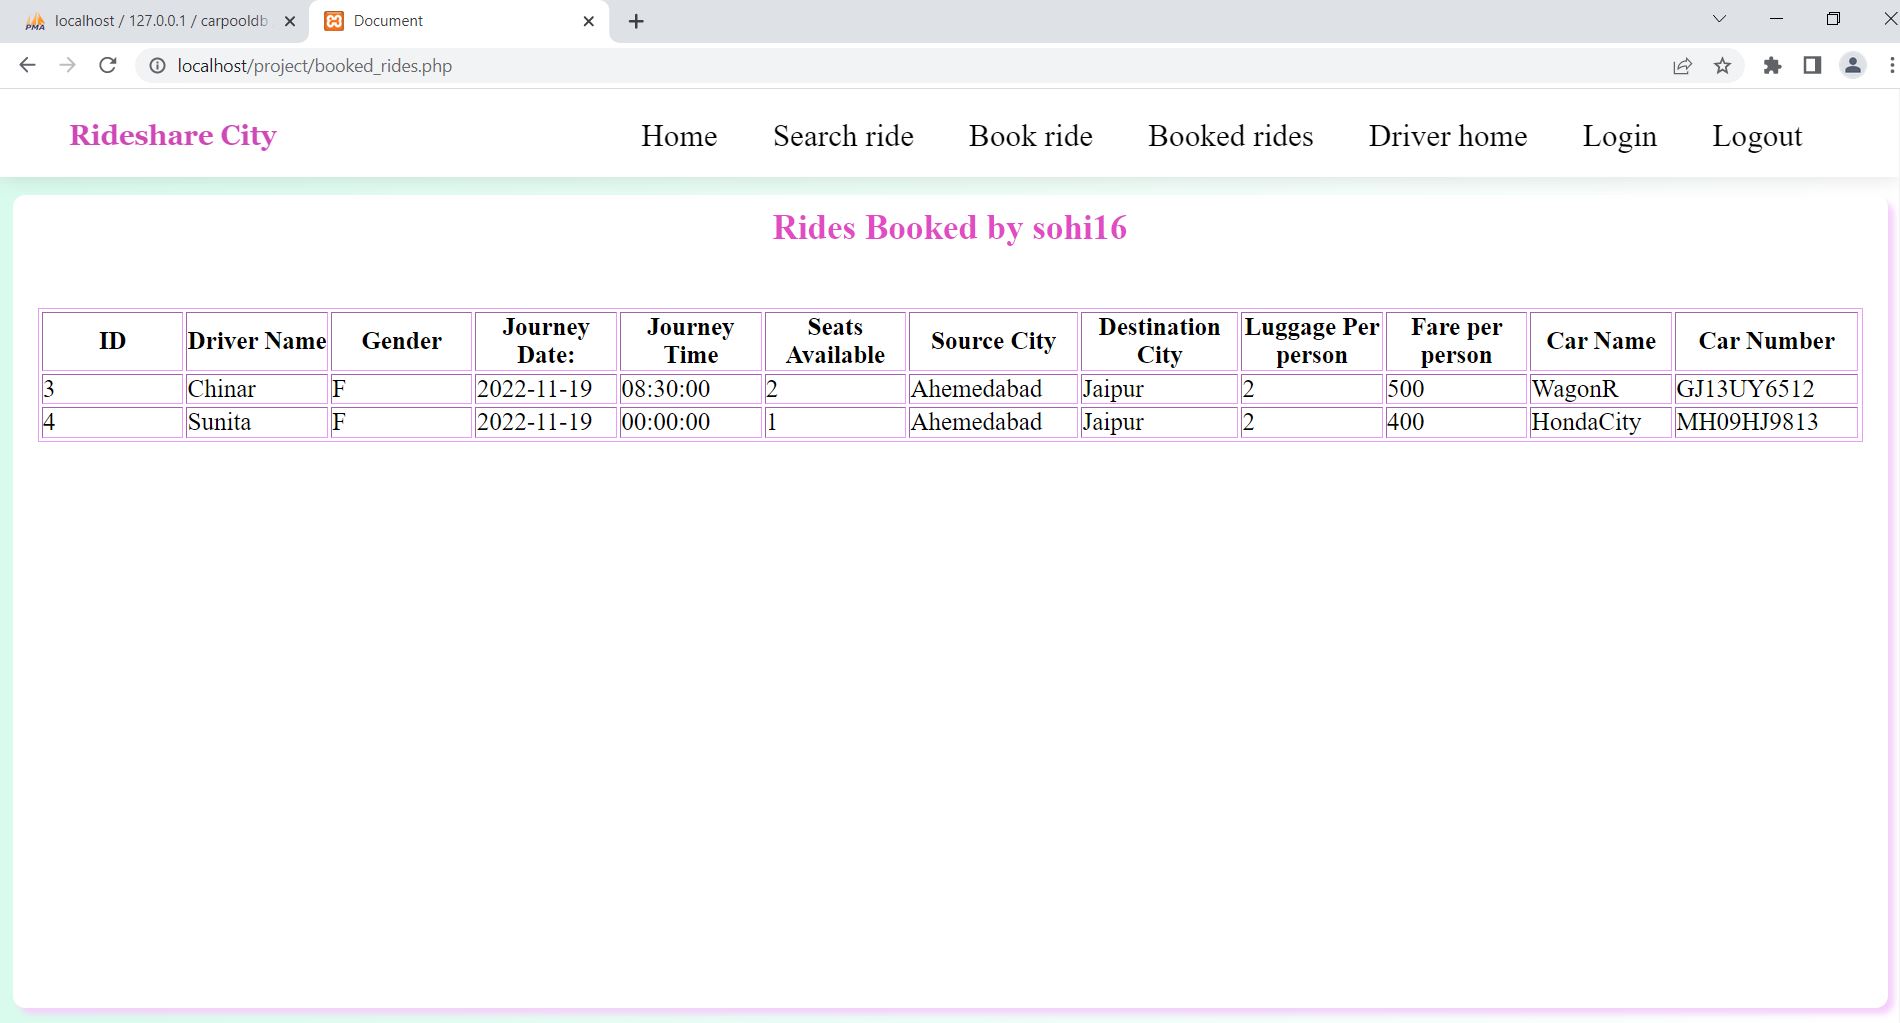 localhost / 127.0.0.1 / carpooldb
Document
localhost/project/booked_rides.php
Rideshare City
Home Search ride Book ride Booked rides Driver home Login Logout
Rides Booked by sohi16
ID Driver Name Gender Journey Date: Journey Time Seats Available Source City Destination City Luggage Per person Fare per person Car Name Car Number
3 Chinar F 2022-11-19 08:30:00 2 Ahemedabad Jaipur 2 500 WagonR GJ13UY6512
4 Sunita F 2022-11-19 00:00:00 1 Ahemedabad Jaipur 2 400 HondaCity MH09HJ9813